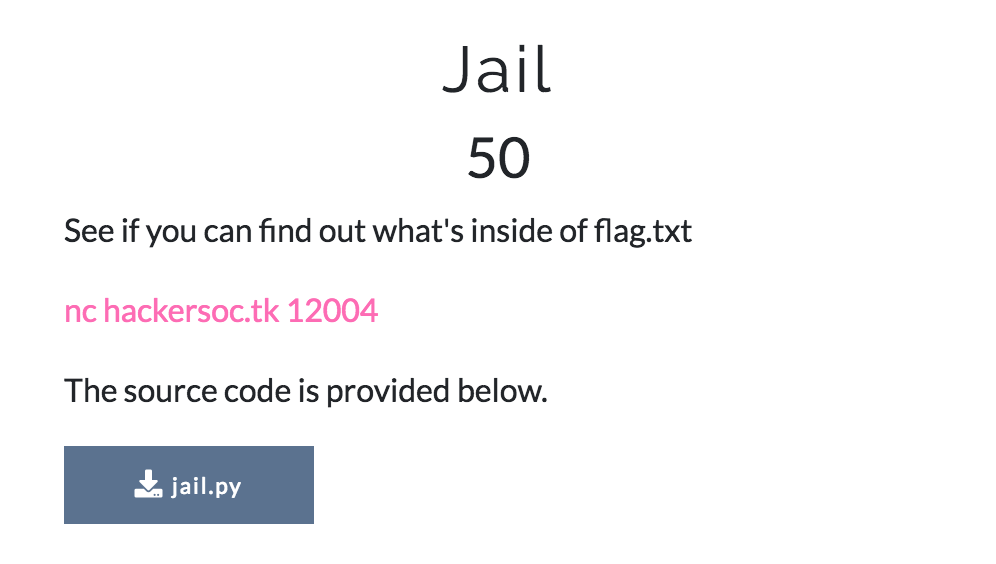 Jail
50
See if you can find out what's inside of flag.txt
nc hackersoc.tk 12004
The source code is provided below.
jail.py